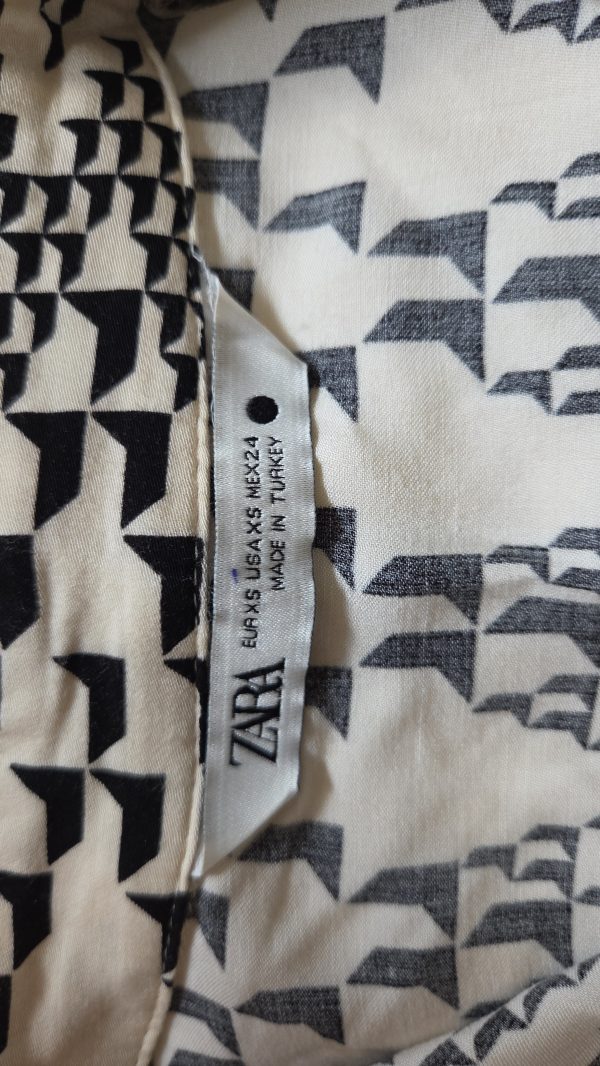 ZARA
EUR XS USA XS MEX 24
MADE IN TURKEY